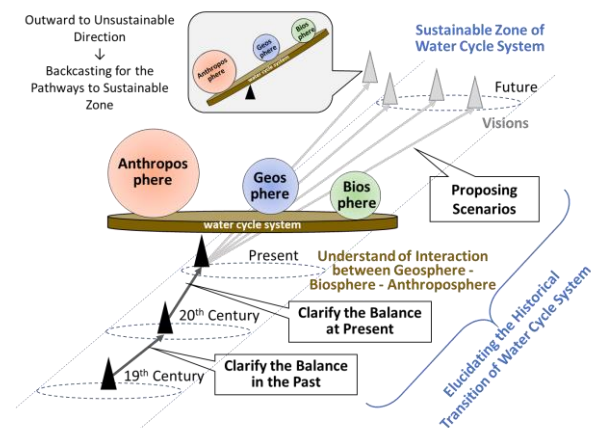 Outward to Unsustainable
Direction
↓
Backcasting for the
Pathways to Sustainable
Zone
Anthropos
phere
Geos
phere
Bios
phere
water cycle system
Sustainable Zone of
Water Cycle System
Future
Visions
Anthropos
phere
Geos
phere
Bios
phere
water cycle system
Proposing
Scenarios
Present
Understand of Interaction
between Geosphere -
Biosphere - Anthroposphere
20th Century
Clarify the Balance
at Present
19th Century
Clarify the Balance
in the Past
Elucidating the Historical
Transition of Water Cycle System